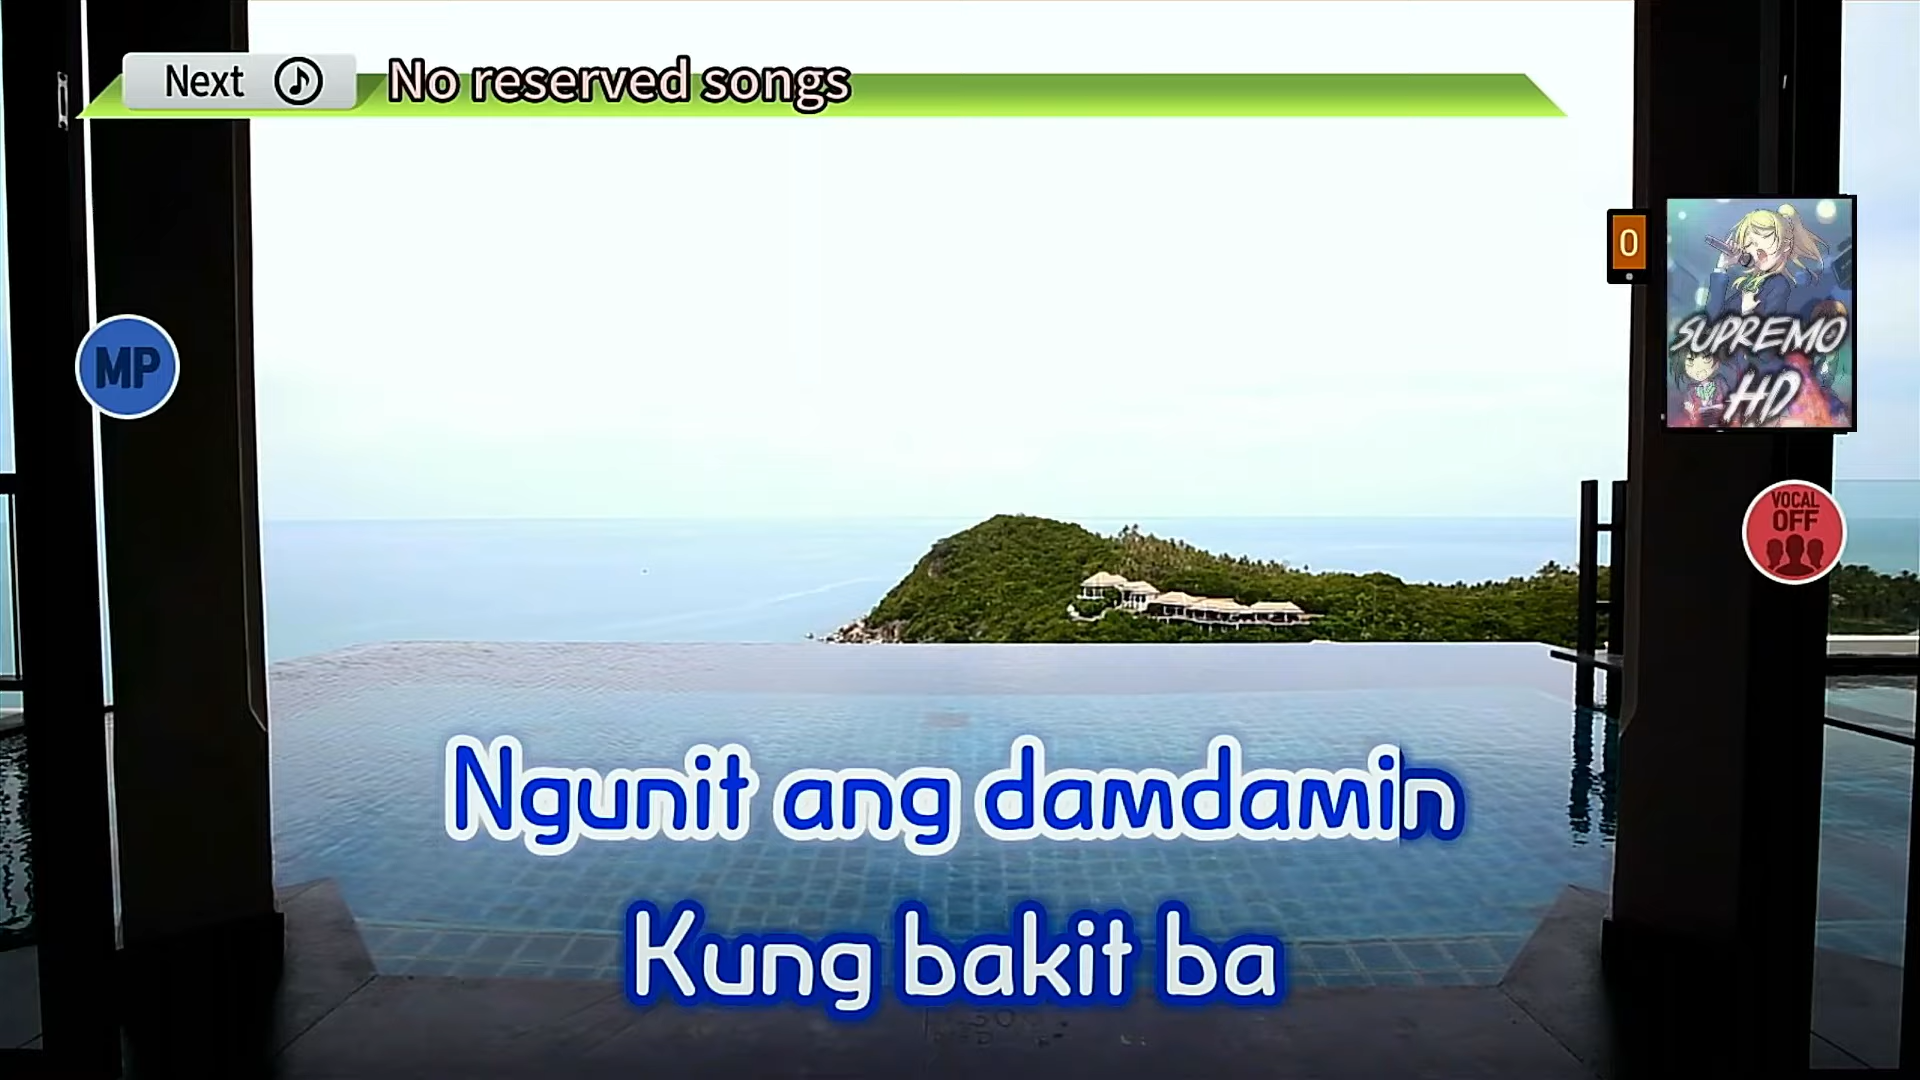 Next
No reserved songs
0
SUPREMO
HD
MP
VOCAL
OFF
Ngunit ang damdamin
Kung bakit ba